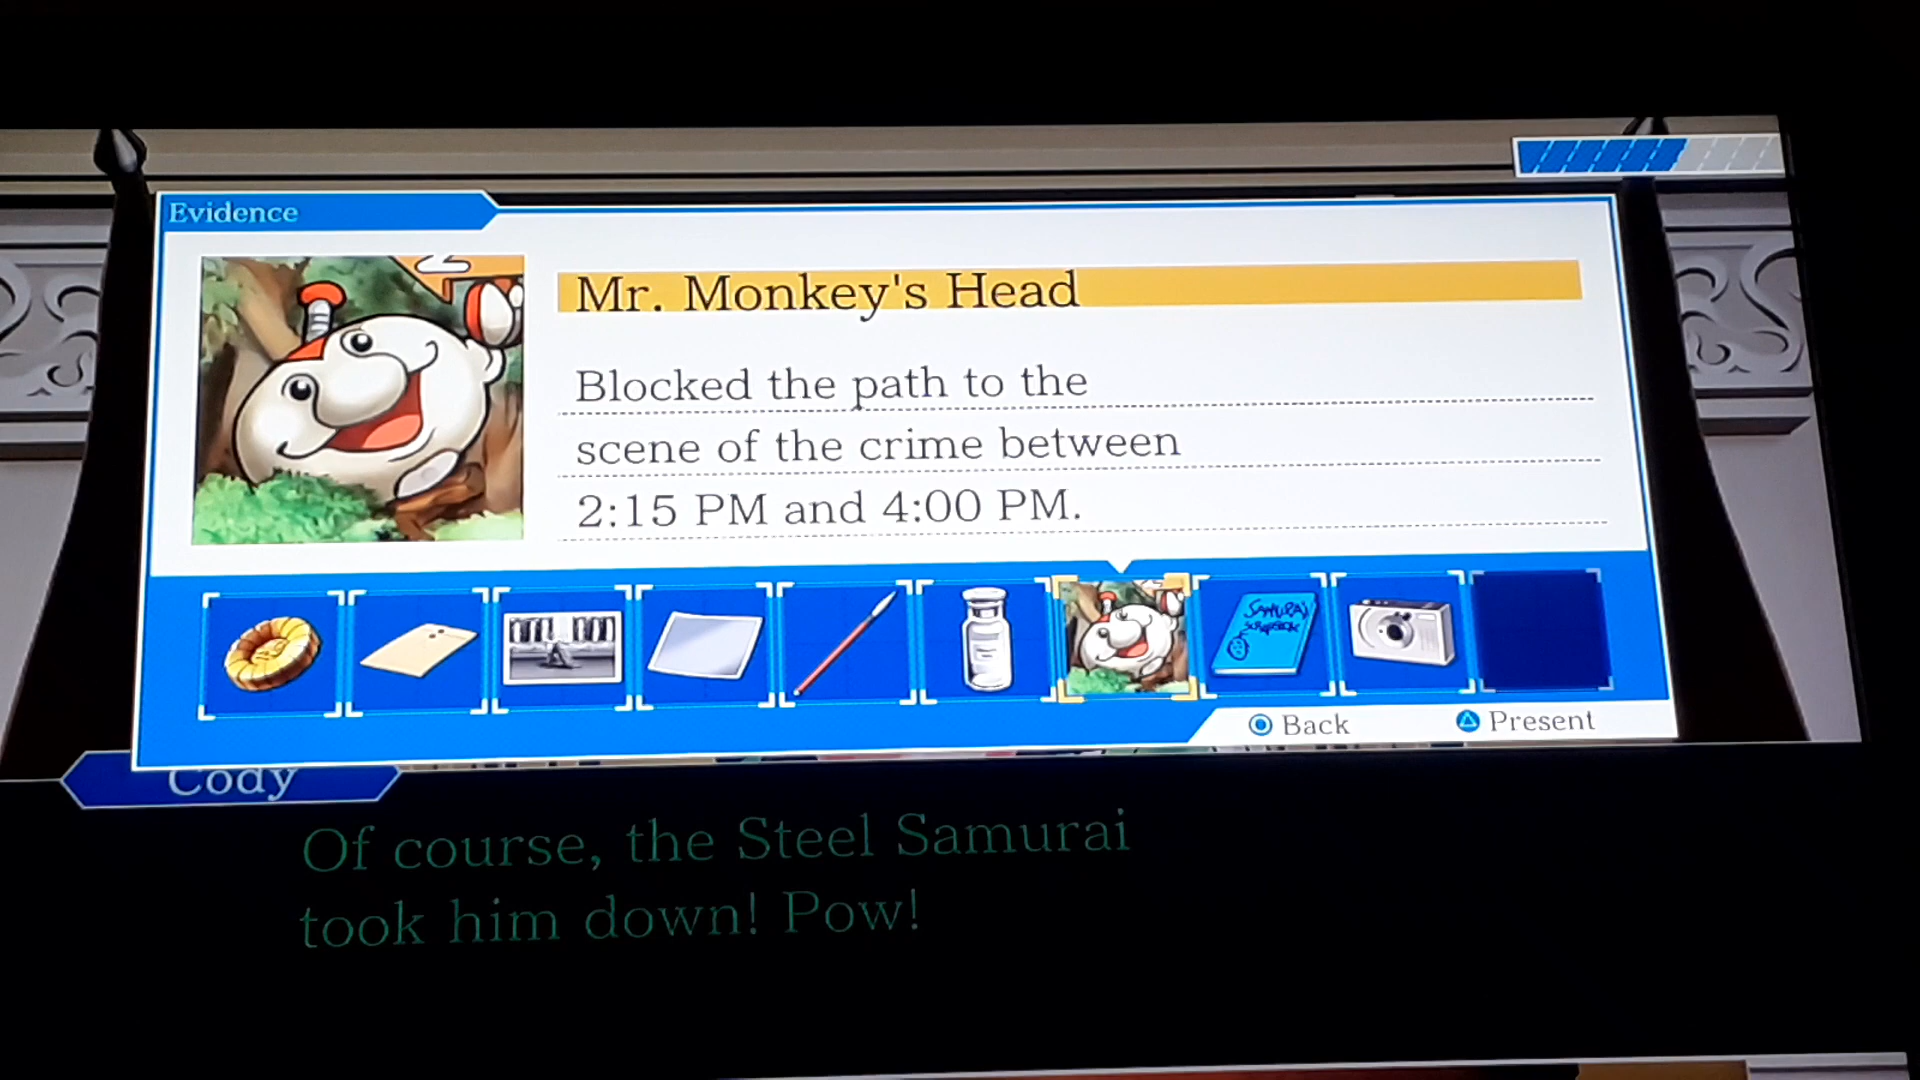 Evidence
Mr. Monkey's Head
Blocked the path to the
scene of the crime between
2:15 PM and 4:00 PM.
SAMURAI
Back
Present
Cody
Of course, the Steel Samurai
took him down! Pow!